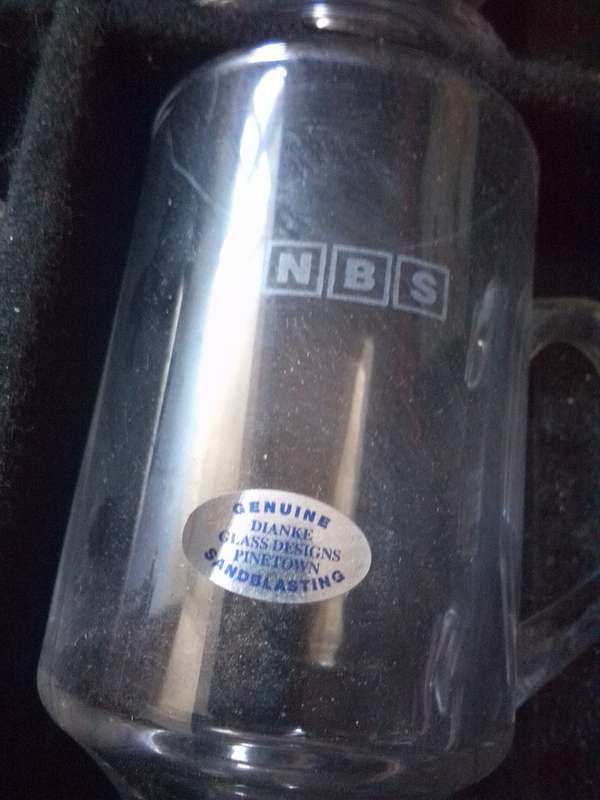 NBS
GENUINE
DIANKE
GLASS DESIGNS
PINETOWN
SANDBLASTING